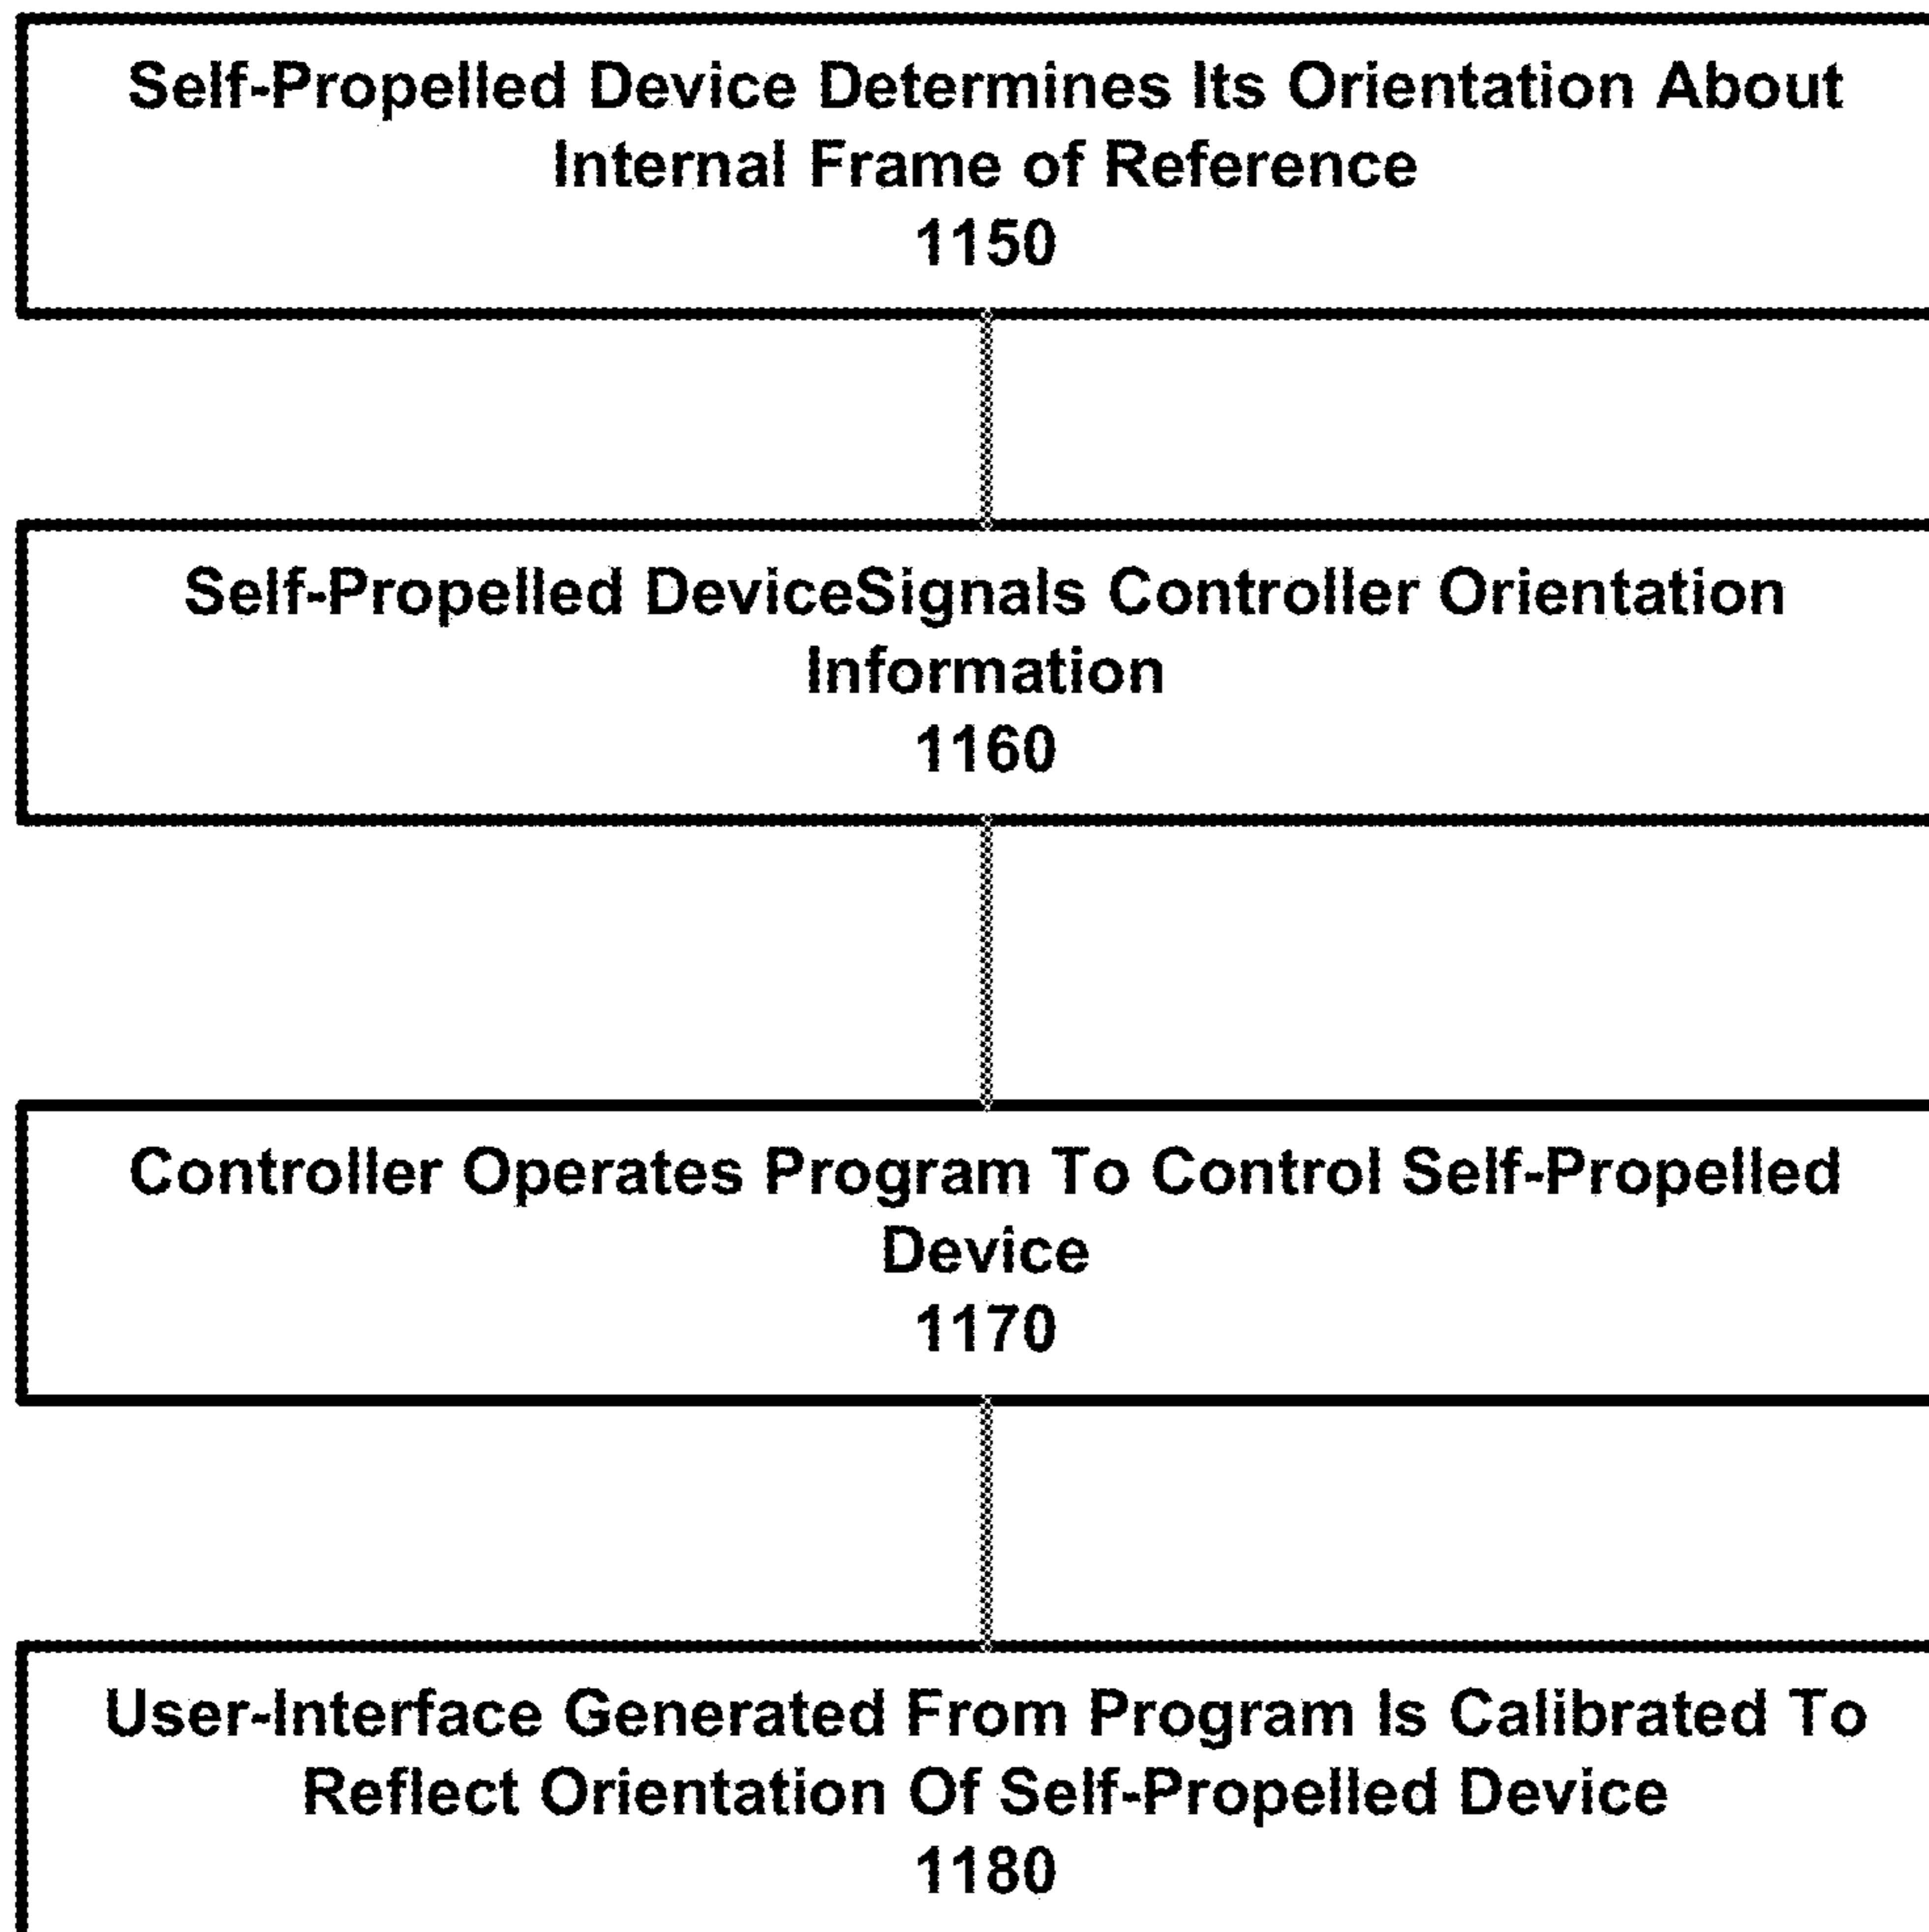 Self-Propelled Device Determines Its Orientation About
Internal Frame of Reference
1150
Self-Propelled DeviceSignals Controller Orientation
Information
1160
Controller Operates Program To Control Self-Propelled
Device
1170
User-Interface Generated From Program Is Calibrated To
Reflect Orientation Of Self-Propelled Device
1180